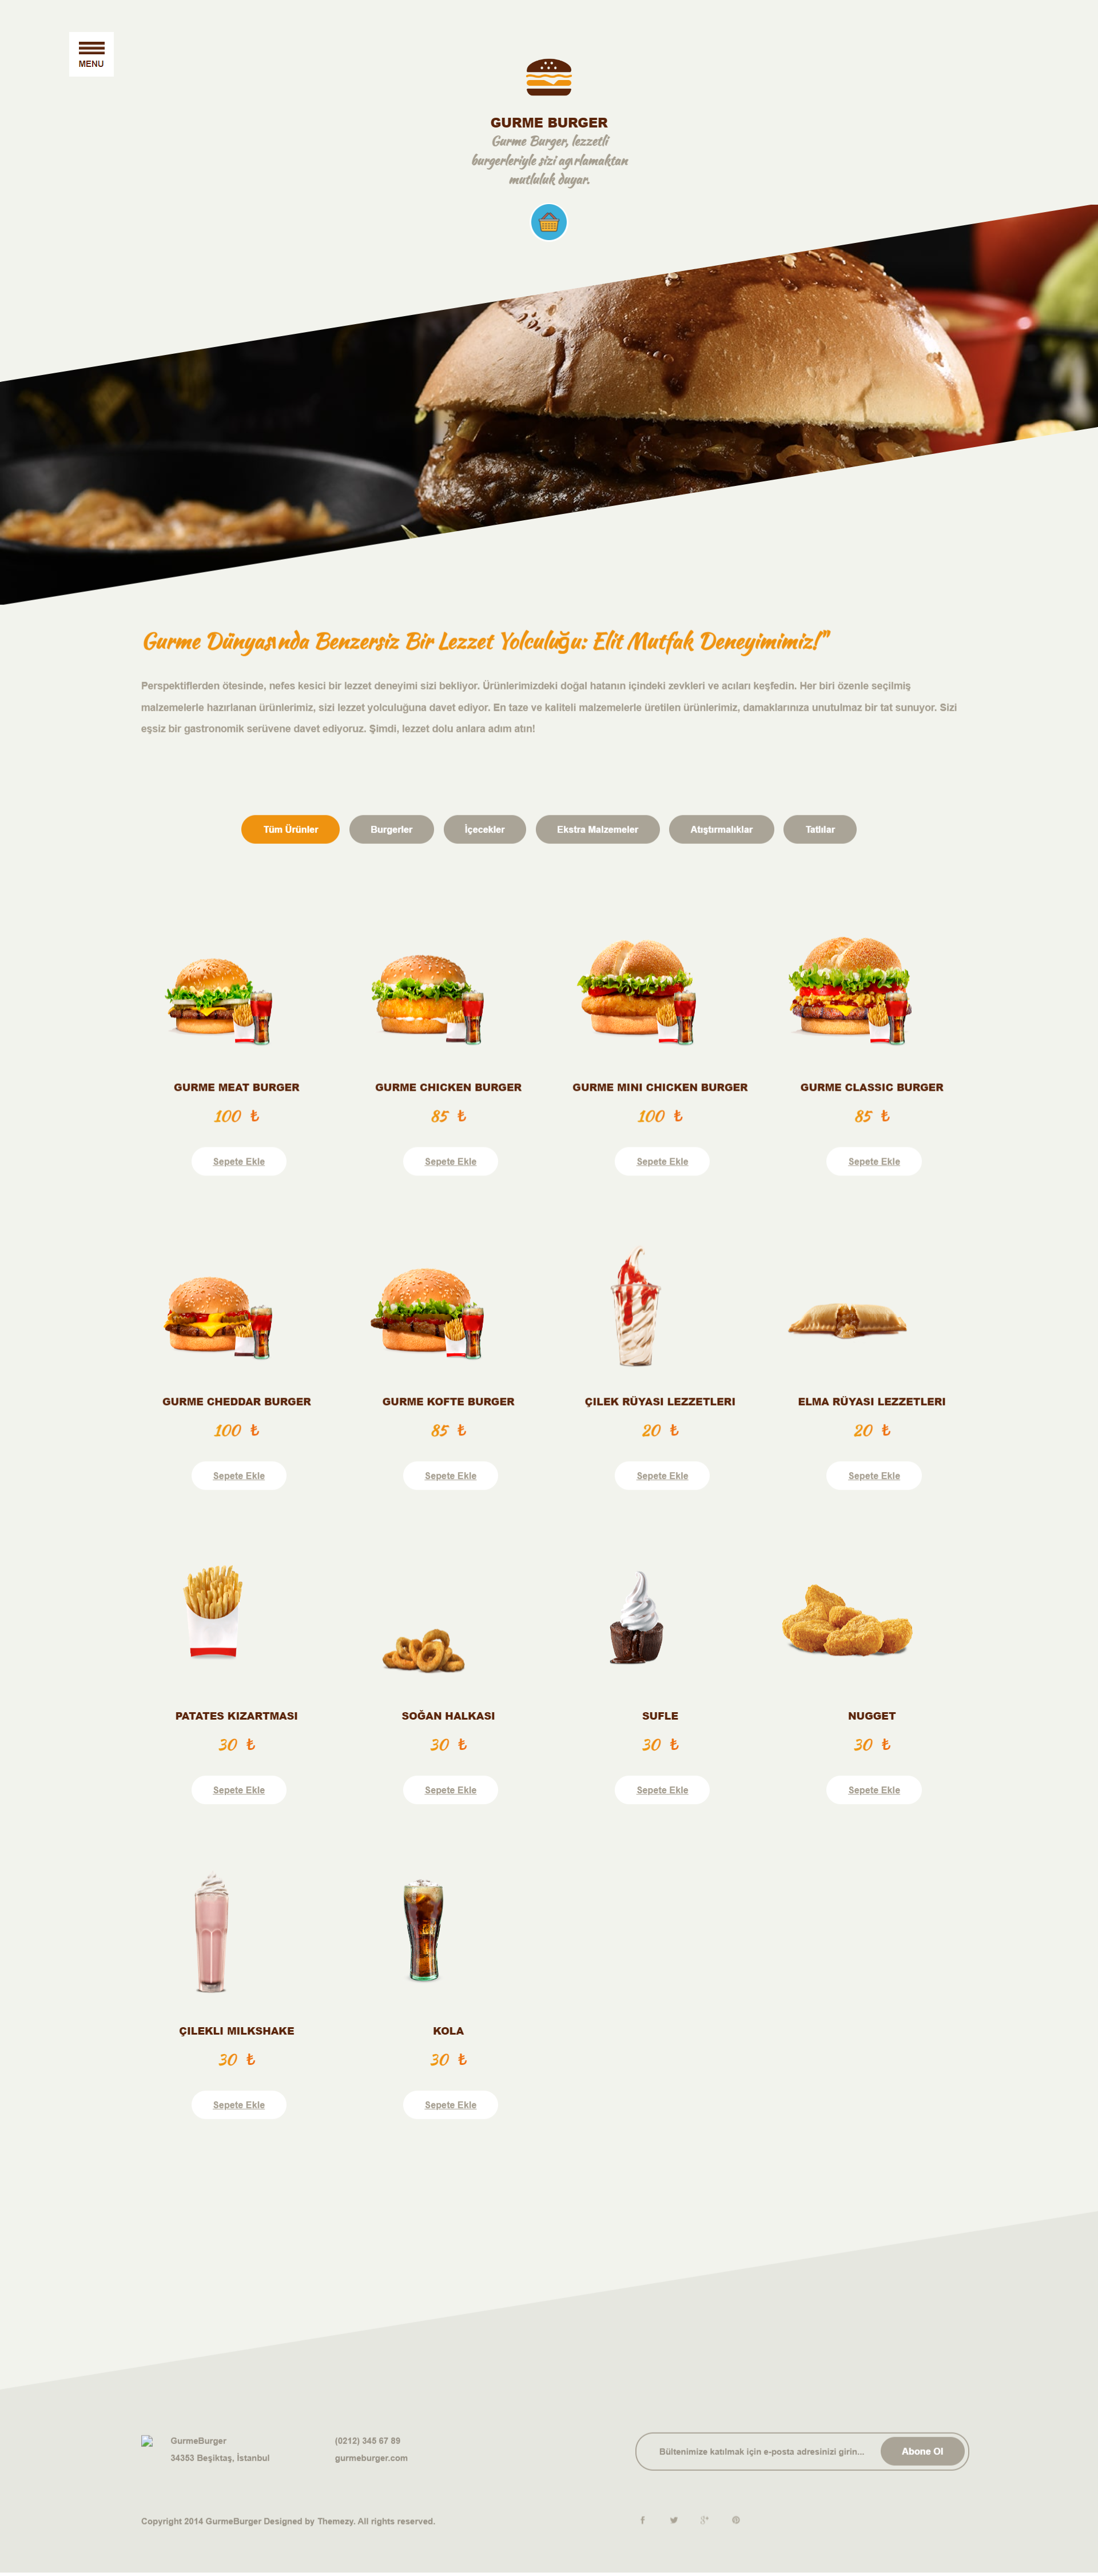 MENU
GURME BURGER
Gurme Burger, lezzetli
burgerleriyle sizi agırlamaktan
mutluluk duyar.
Gurme Dünyasında Benzersiz Bir Lezzet Yolculuğu: Elit Mutfak Deneyimimiz!"
Perspektiflerden ötesinde, nefes kesici bir lezzet deneyimi sizi bekliyor. Ürünlerimizdeki doğal hatanın içindeki zevkleri ve acıları keşfedin. Her biri özenle seçilmiş
malzemelerle hazırlanan ürünlerimiz, sizi lezzet yolculuğuna davet ediyor. En taze ve kaliteli malzemelerle üretilen ürünlerimiz, damaklarınıza unutulmaz bir tat sunuyor. Sizi
eşsiz bir gastronomik serüvene davet ediyoruz. Şimdi, lezzet dolu anlara adım atın!
Tüm Ürünler Burgerler İçecekler Ekstra Malzemeler Atıştırmalıklar Tatlılar
GURME MEAT BURGER GURME CHICKEN BURGER GURME MINI CHICKEN BURGER GURME CLASSIC BURGER
100 ₺ 85 ₺ 100 ₺ 85 ₺
Sepete Ekle Sepete Ekle Sepete Ekle Sepete Ekle
GURME CHEDDAR BURGER GURME KOFTE BURGER ÇILEK RÜYASI LEZZETLERI ELMA RÜYASI LEZZETLERI
100 ₺ 85 ₺ 20 ₺ 20 ₺
Sepete Ekle Sepete Ekle Sepete Ekle Sepete Ekle
PATATES KIZARTMASI SOĞAN HALKASI SUFLE NUGGET
30 ₺ 30 ₺ 30 ₺ 30 ₺
Sepete Ekle Sepete Ekle Sepete Ekle Sepete Ekle
ÇILEKLI MILKSHAKE KOLA
30 ₺ 30 ₺
Sepete Ekle Sepete Ekle
GurmeBurger (0212) 345 67 89
34353 Beşiktaş, İstanbul gurmeburger.com
Bültenimize katılmak için e-posta adresinizi girin... Abone Ol
Copyright 2014 GurmeBurger Designed by Themezy. All rights reserved.